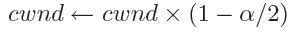 cwnd ← cwnd × (1 − α/2)